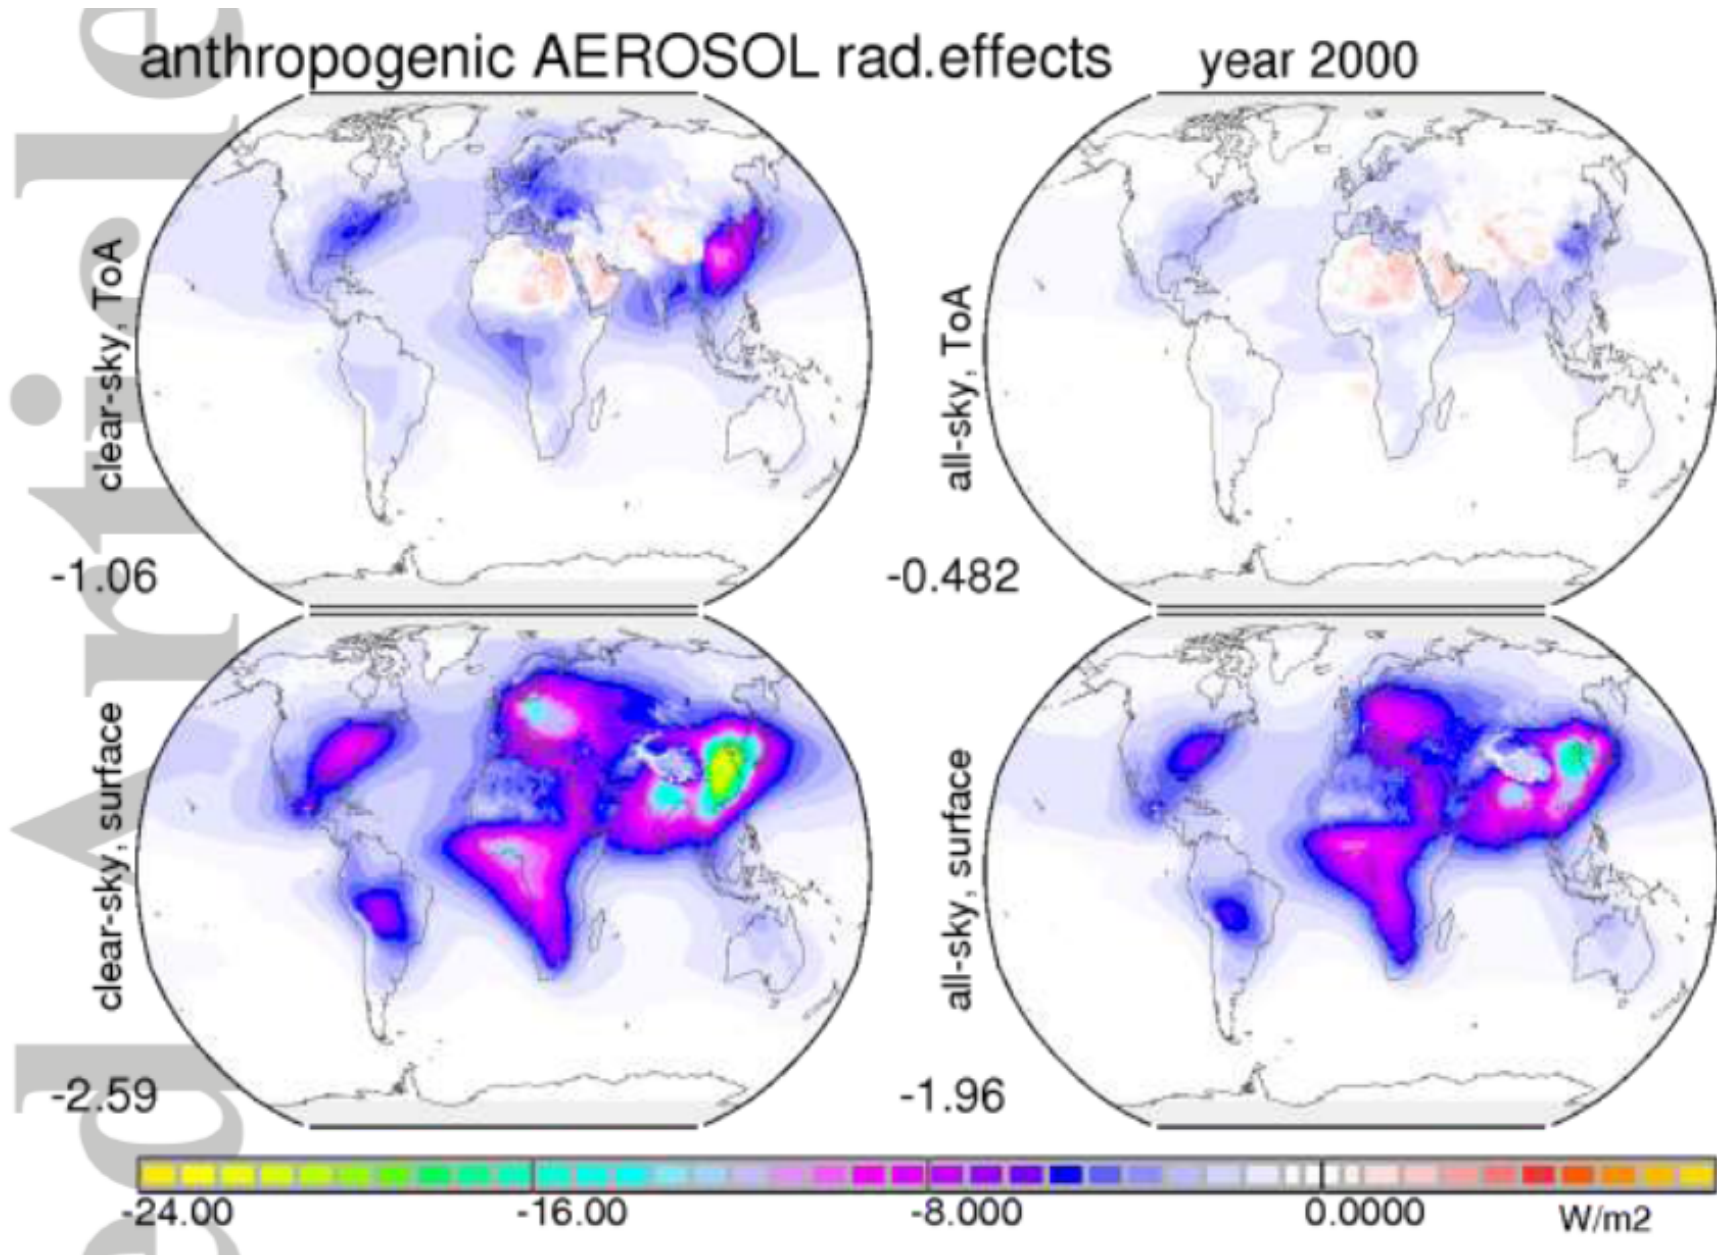 anthropogenic AEROSOL rad.effects year 2000
clear-sky, ToA
all-sky, ToA
-1.06
-0.482
clear-sky, surface
all-sky, surface
-2.59
-1.96
-24.00 -16.00 -8.000 0.0000 W/m2